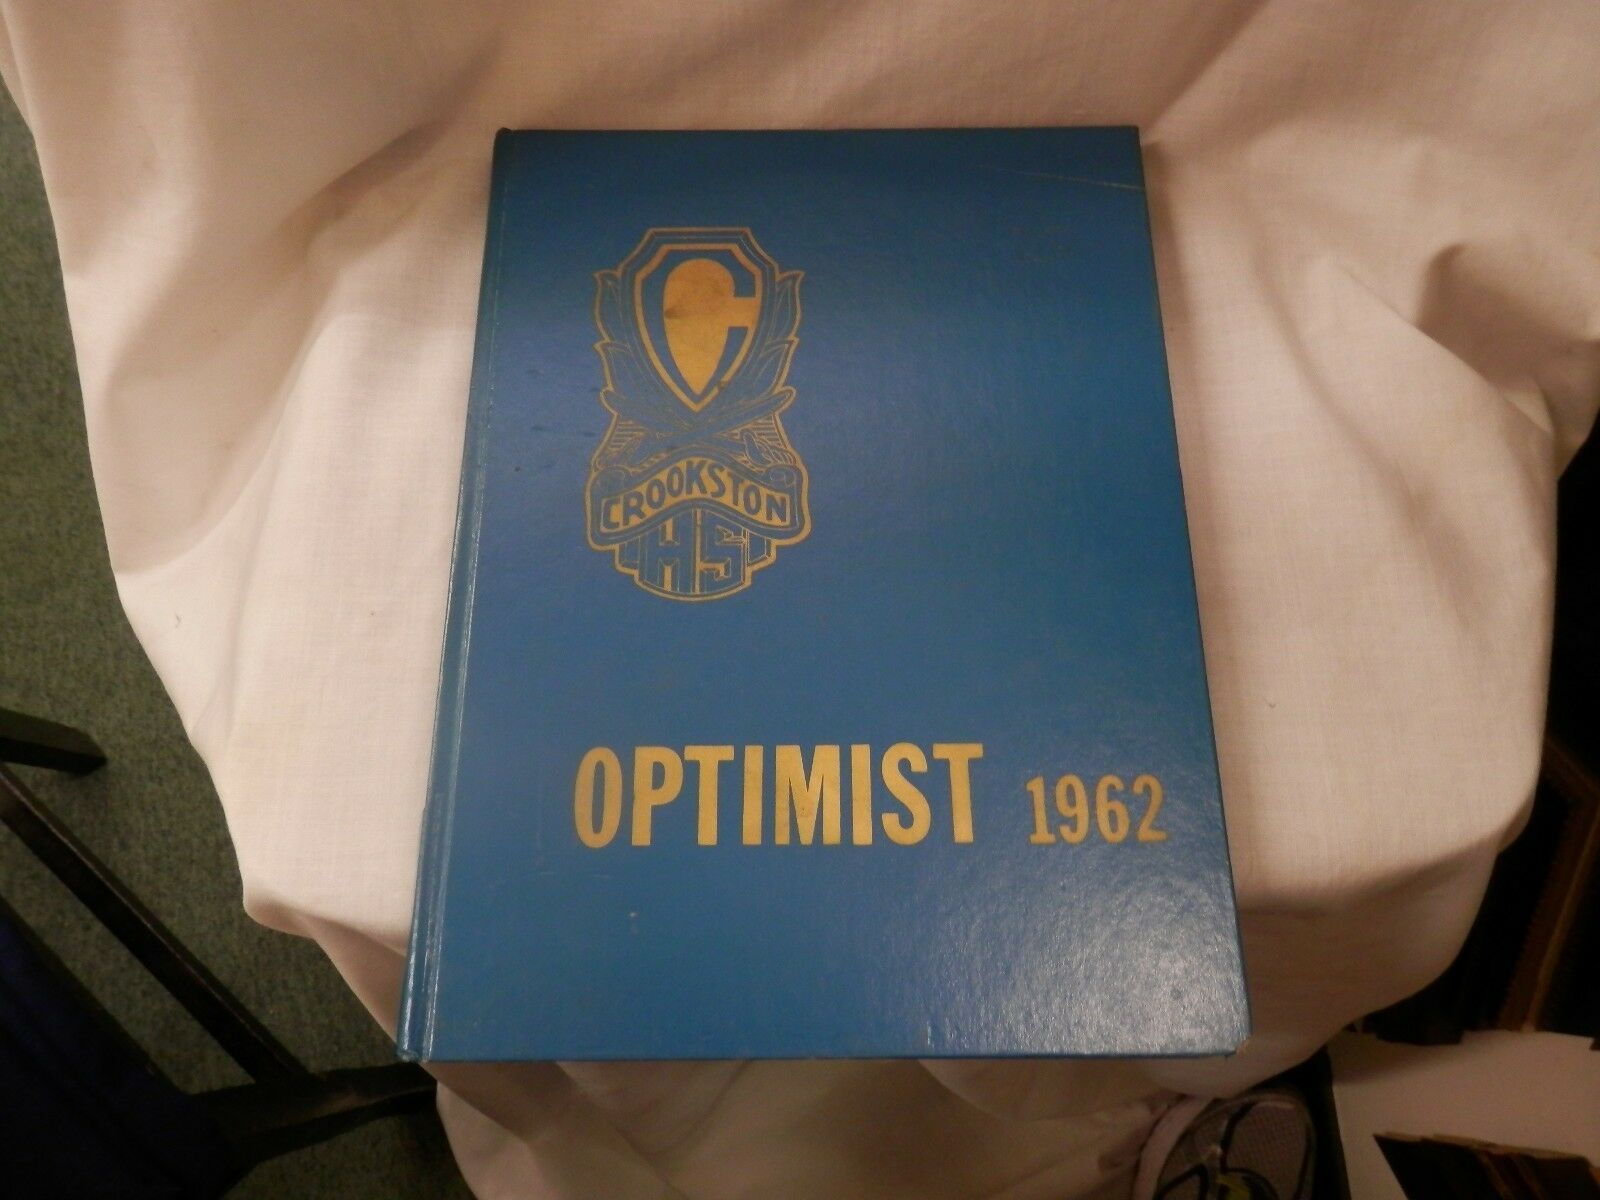 C
CROOKSTON
HS
OPTIMIST 1962